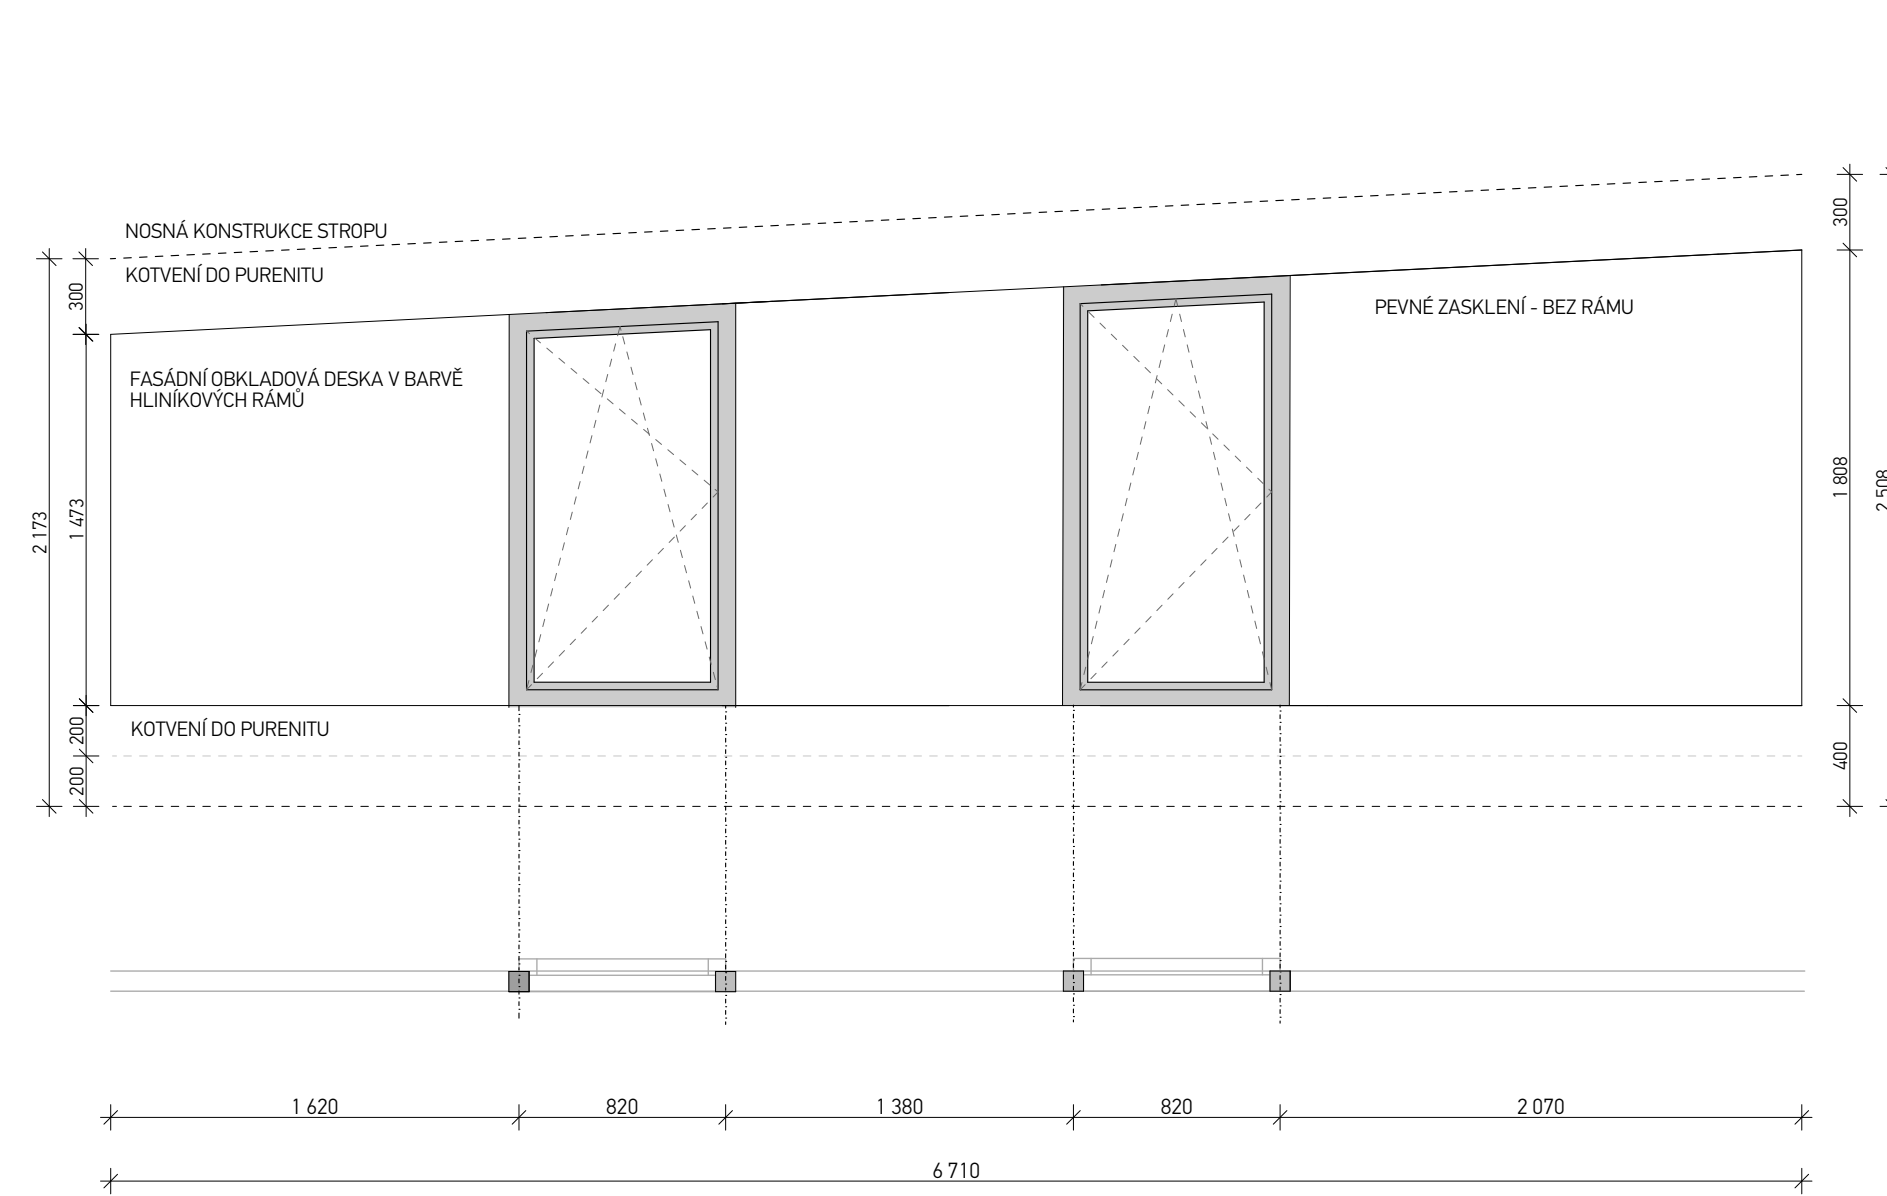 300
NOSNÁ KONSTRUKCE STROPU
KOTVENÍ DO PURENITU
300
PEVNÉ ZASKLENÍ - BEZ RÁMU
FASÁDNÍ OBKLADOVÁ DESKA V BARVĚ
HLINÍKOVÝCH RÁMŮ
1 808
2 508
1 473
2 173
KOTVENÍ DO PURENITU
200
400
200
1 620
820
1 380
820
2 070
6 710